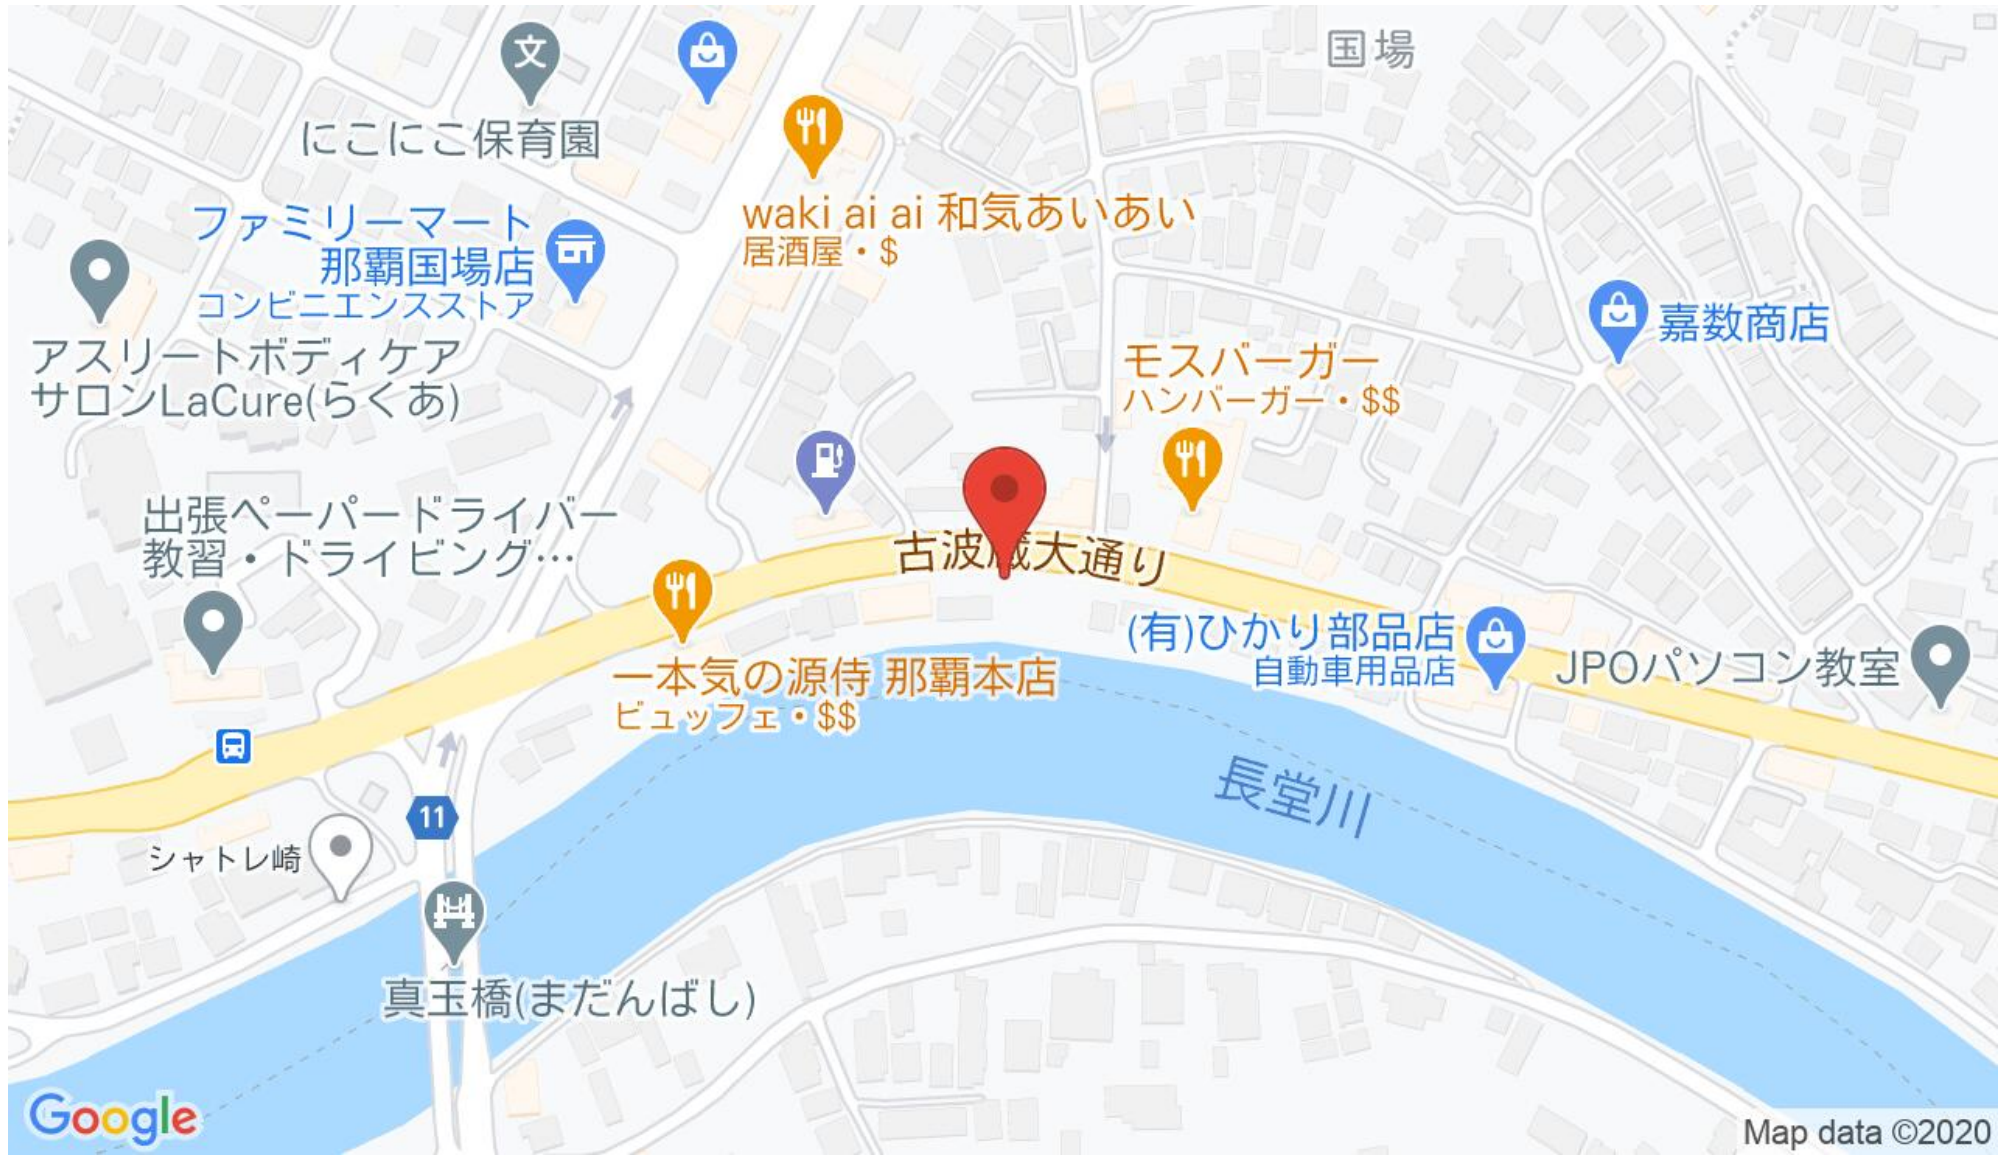 国場
文
にこにこ保育園
waki ai ai 和気あいあい
居酒屋・$
ファミリーマート
那覇国場店
コンビニエンスストア
嘉数商店
アスリートボディケア
サロンLaCure(らくあ)
モスバーガー
ハンバーガー・$$
出張ペーパードライバー
教習・ドライビング…
古波蔵大通り
(有)ひかり部品店
自動車用品店
JPOパソコン教室
一本気の源侍 那覇本店
ビュッフェ・$$
長堂川
11
シャトレ崎
真玉橋(まだんばし)
Google
Map data ©2020